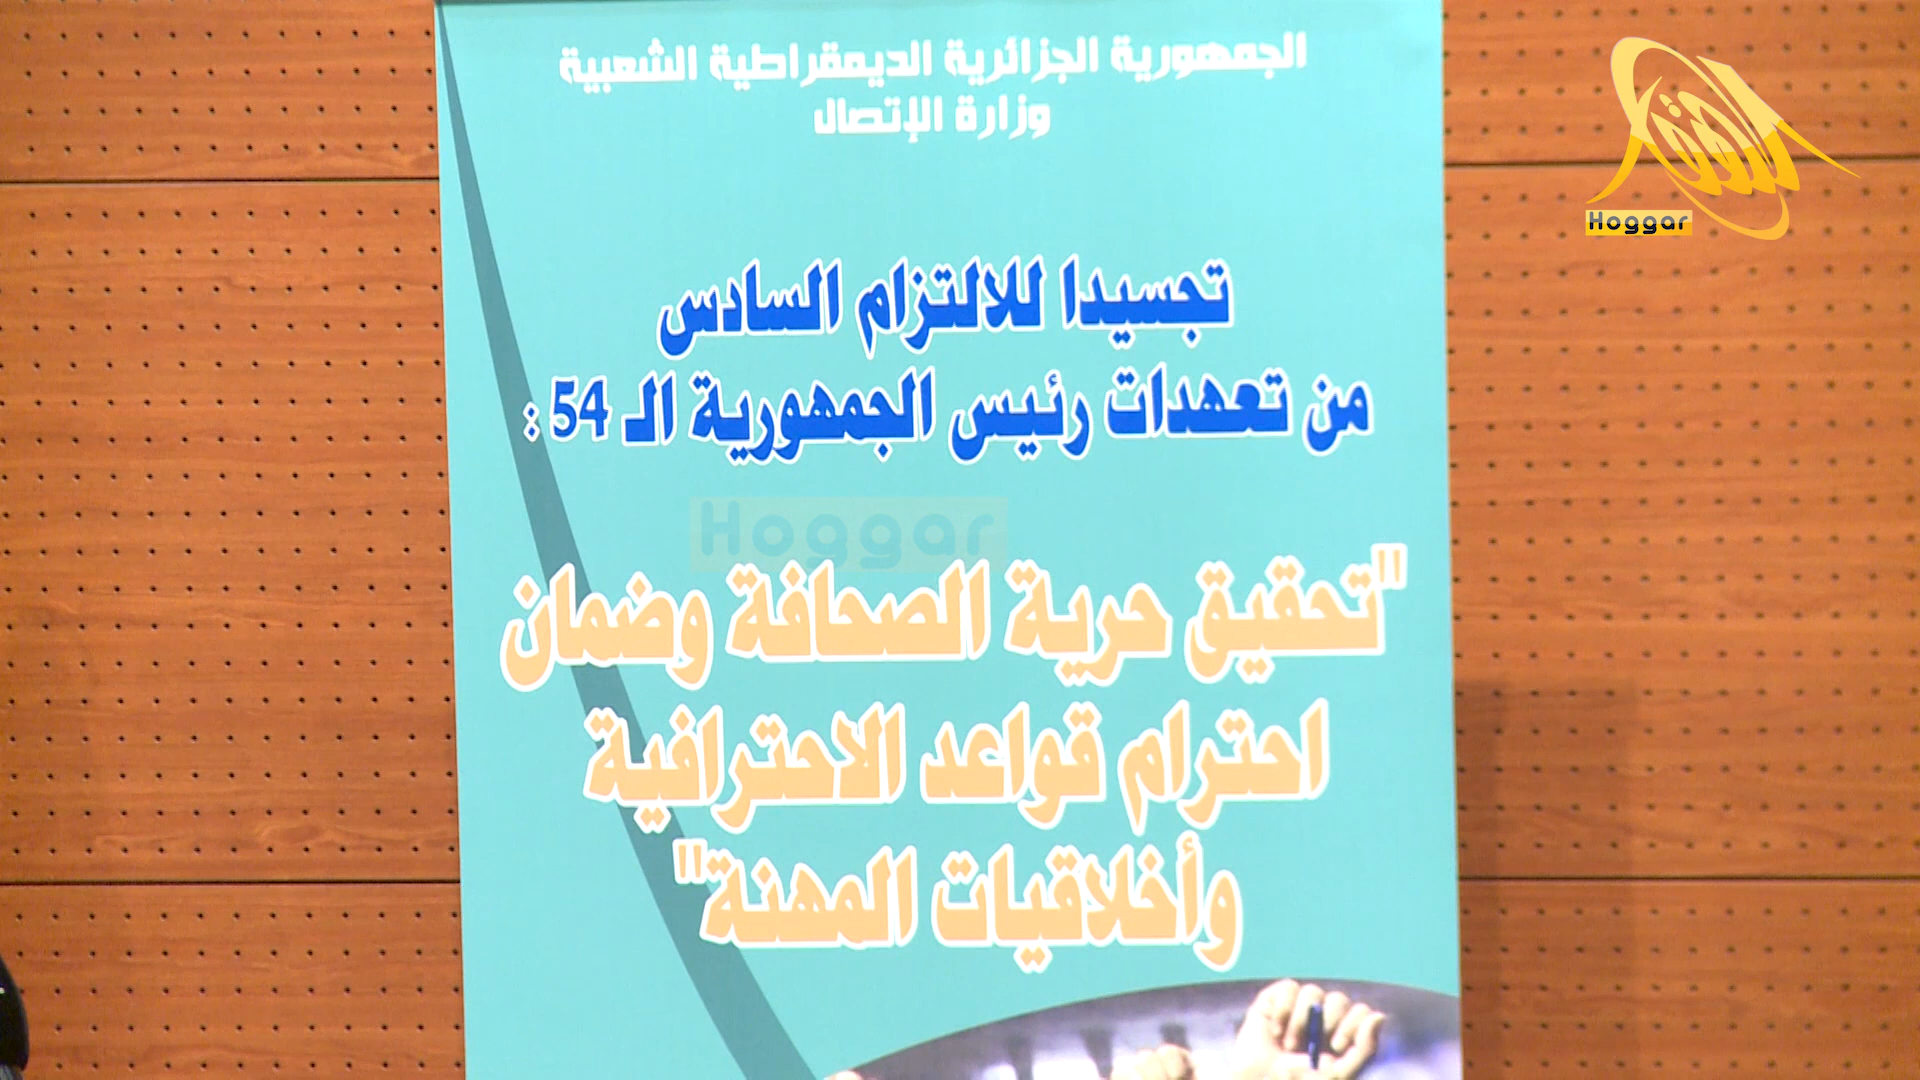 الجمهورية الجزائرية الديمقراطية الشعبية
وزارة الإتصال
الهقار
Hoggar
تجسيدا للالتزام السادس
من تعهدات رئيس الجمهورية الـ 54 :
Hoggar
"تحقيق حرية الصحافة وضمان
احترام قواعد الاحترافية
وأخلاقيات المهنة"